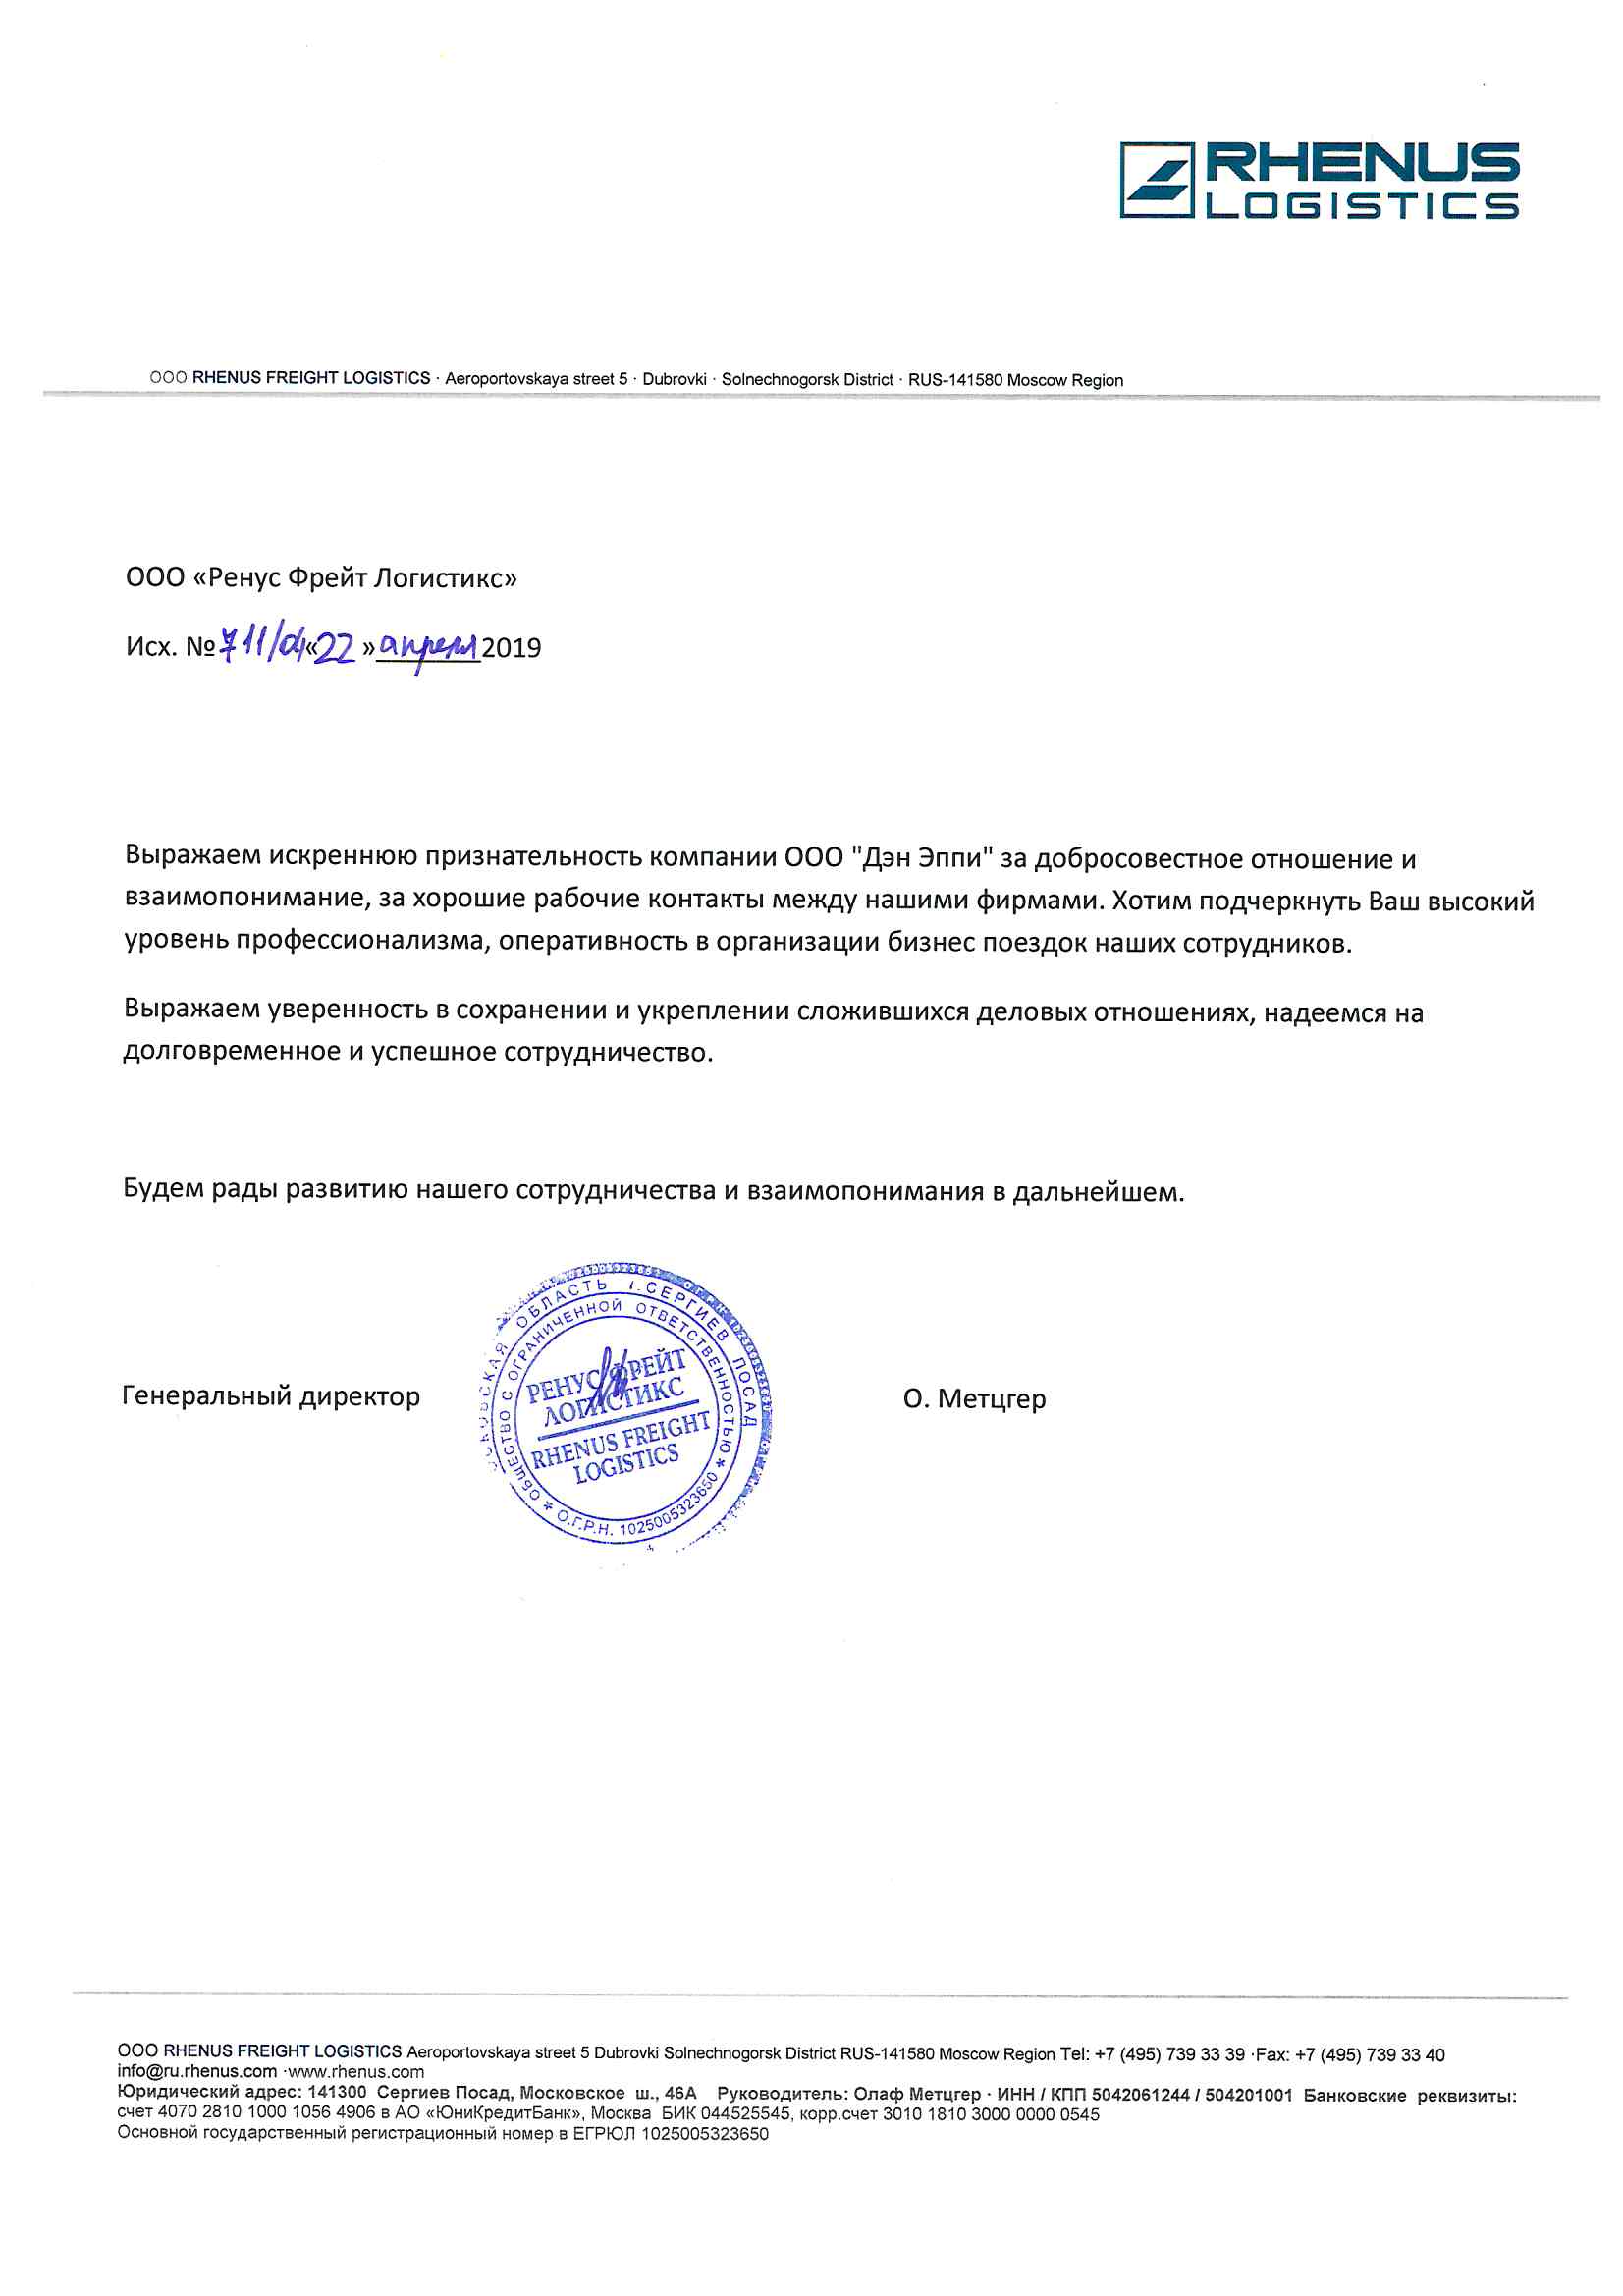 RHENUS
LOGISTICS
ООО RHENUS FREIGHT LOGISTICS · Aeroportovskaya street 5 · Dubrovki · Solnechnogorsk District · RUS-141580 Moscow Region
ООО «Ренус Фрейт Логистикс»
Исх. № 711/04 «22 » апреля 2019
Выражаем искреннюю признательность компании ООО "Дэн Эппи" за добросовестное отношение и
взаимопонимание, за хорошие рабочие контакты между нашими фирмами. Хотим подчеркнуть Ваш высокий
уровень профессионализма, оперативность в организации бизнес поездок наших сотрудников.
Выражаем уверенность в сохранении и укреплении сложившихся деловых отношениях, надеемся на
долговременное и успешное сотрудничество.
Будем рады развитию нашего сотрудничества и взаимопонимания в дальнейшем.
Генеральный директор
О. Метцгер
ОБЛАСТЬ г.СЕРГИЕВ ПОСАД
ОБЩЕСТВО С ОГРАНИЧЕННОЙ ОТВЕТСТВЕННОСТЬЮ *
* О.Г.Р.Н. 1025005323650
РЕНУС ФРЕЙТ
ЛОГИСТИКС
RHENUS FREIGHT
LOGISTICS
ООО RHENUS FREIGHT LOGISTICS Aeroportovskaya street 5 Dubrovki Solnechnogorsk District RUS-141580 Moscow Region Tel: +7 (495) 739 33 39 ·Fax: +7 (495) 739 33 40
info@ru.rhenus.com ·www.rhenus.com
Юридический адрес: 141300 Сергиев Посад, Московское ш., 46А Руководитель: Олаф Метцгер · ИНН / КПП 5042061244 / 504201001 Банковские реквизиты:
счет 4070 2810 1000 1056 4906 в АО «ЮниКредитБанк», Москва БИК 044525545, корр.счет 3010 1810 3000 0000 0545
Основной государственный регистрационный номер в ЕГРЮЛ 1025005323650